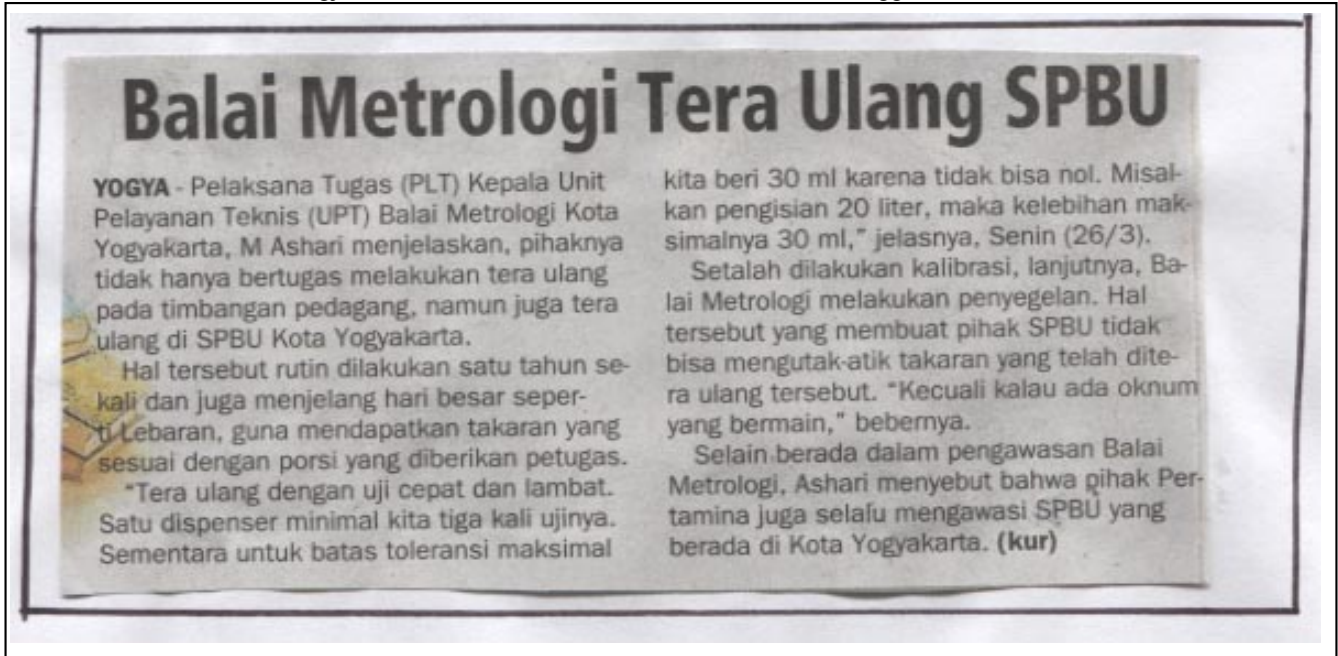 Balai Metrologi Tera Ulang SPBU
YOGYA - Pelaksana Tugas (PLT) Kepala Unit
Pelayanan Teknis (UPT) Balai Metrologi Kota
Yogyakarta, M Ashari menjelaskan, pihaknya
tidak hanya bertugas melakukan tera ulang
pada timbangan pedagang, namun juga tera
ulang di SPBU Kota Yogyakarta.
Hal tersebut rutin dilakukan satu tahun se-
kali dan juga menjelang hari besar seper-
ti Lebaran, guna mendapatkan takaran yang
sesuai dengan porsi yang diberikan petugas.
"Tera ulang dengan uji cepat dan lambat.
Satu dispenser minimal kita tiga kali ujinya.
Sementara untuk batas toleransi maksimal
kita beri 30 ml karena tidak bisa nol. Misal-
kan pengisian 20 liter, maka kelebihan mak-
simalnya 30 ml," jelasnya, Senin (26/3).
Setalah dilakukan kalibrasi, lanjutnya, Ba-
lai Metrologi melakukan penyegelan. Hal
tersebut yang membuat pihak SPBU tidak
bisa mengutak-atik takaran yang telah dite-
ra ulang tersebut. "Kecuali kalau ada oknum
yang bermain," bebernya.
Selain berada dalam pengawasan Balai
Metrologi, Ashari menyebut bahwa pihak Per-
tamina juga selalu mengawasi SPBU yang
berada di Kota Yogyakarta. (kur)